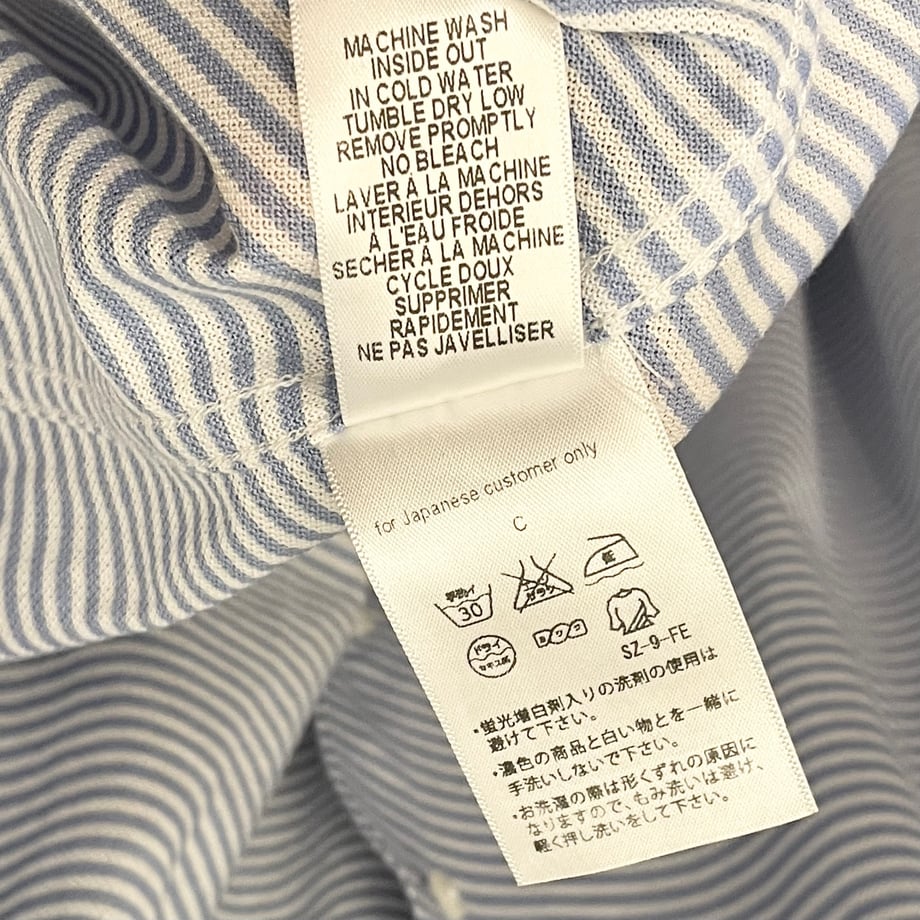 MACHINE WASH
INSIDE OUT
IN COLD WATER
TUMBLE DRY LOW
REMOVE PROMPTLY
NO BLEACH
LAVER À LA MACHINE
INTERIEUR DEHORS
A L'EAU FROIDE
SECHER À LA MACHINE
CYCLE DOUX
SUPPRIMER
RAPIDEMENT
NE PAS JAVELLISER
for Japanese customer only
C
手洗イ
30
エンソ
サラシ
低
ドライ
セキユ系
SZ-9-FE
・蛍光増白剤入りの洗剤の使用は
避けて下さい。
・濃色の商品と白い物とを一緒に
手洗いしないで下さい。
・お洗濯の際は形くずれの原因に
なりますので、もみ洗いは避け、
軽く押し洗いをして下さい。